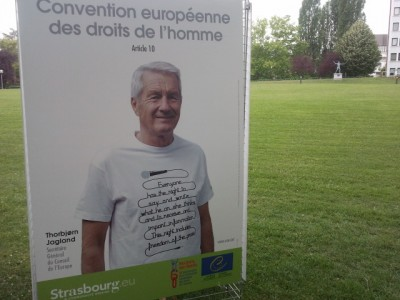 Convention européenne
des droits de l'homme
Article 10
Everyone
has the right to
say and write
what he or she thinks
and to receive and
impart information.
This right includes
freedom of the press
Thorbjørn
Jagland
Secrétaire
Général
du Conseil
de l'Europe
Strasbourg.eu